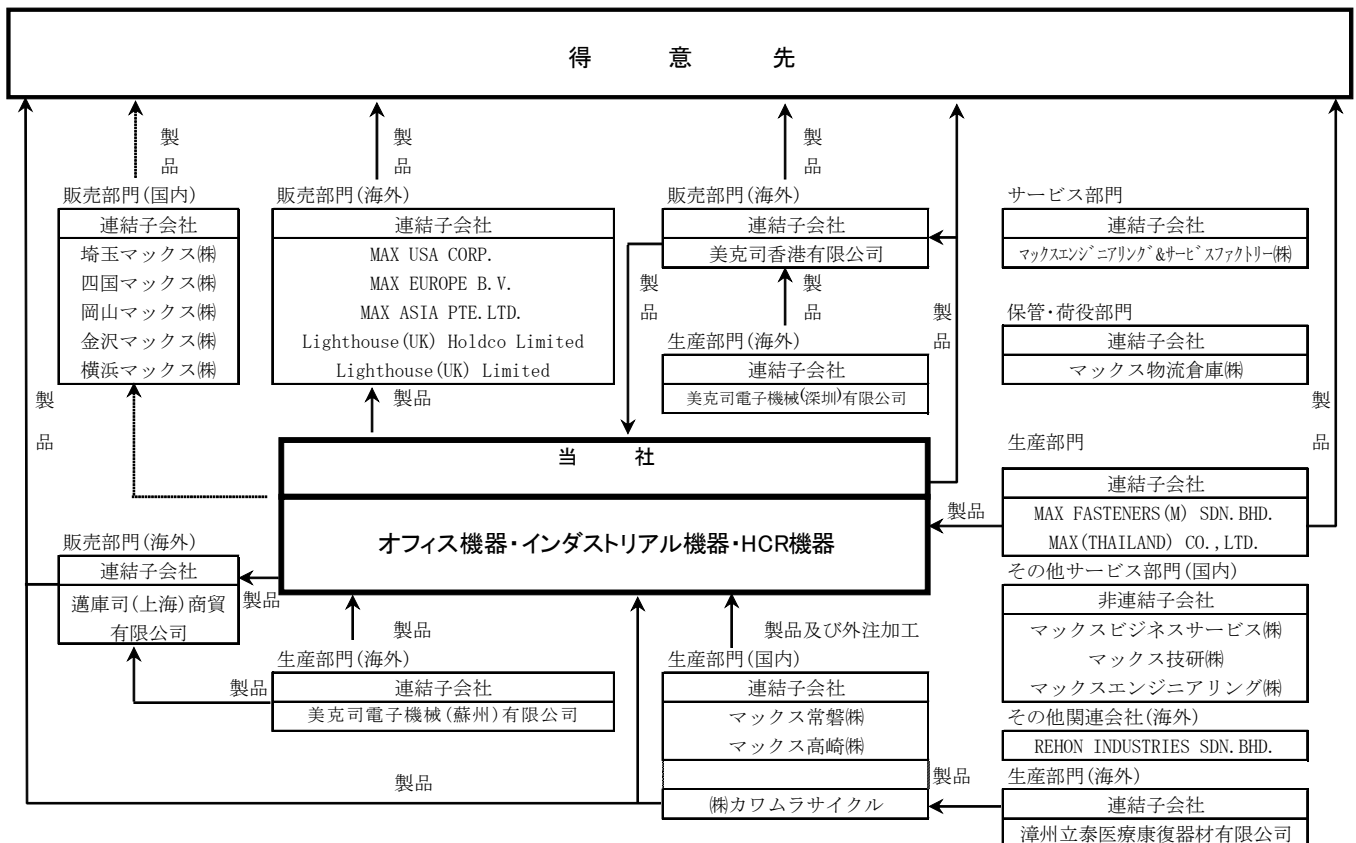 得意先
製品
製品
製品
販売部門(国内)
連結子会社
埼玉マックス㈱
四国マックス㈱
岡山マックス㈱
金沢マックス㈱
横浜マックス㈱
販売部門(海外)
連結子会社
MAX USA CORP.
MAX EUROPE B.V.
MAX ASIA PTE.LTD.
Lighthouse(UK) Holdco Limited
Lighthouse(UK) Limited
販売部門(海外)
連結子会社
美克司香港有限公司
製品
製品
製品
生産部門(海外)
連結子会社
美克司電子機械(深圳)有限公司
サービス部門
連結子会社
マックスエンジニアリング&サービスファクトリー㈱
保管・荷役部門
連結子会社
マックス物流倉庫㈱
製品
製品
製品
当社
オフィス機器・インダストリアル機器・HCR機器
生産部門
連結子会社
MAX FASTENERS(M) SDN.BHD.
MAX(THAILAND) CO.,LTD.
製品
販売部門(海外)
連結子会社
邁庫司(上海)商貿
有限公司
製品
製品
製品及び外注加工
生産部門(海外)
連結子会社
美克司電子機械(蘇州)有限公司
製品
生産部門(国内)
連結子会社
マックス常磐㈱
マックス高崎㈱
㈱カワムラサイクル
製品
製品
その他サービス部門(国内)
非連結子会社
マックスビジネスサービス㈱
マックス技研㈱
マックスエンジニアリング㈱
その他関連会社(海外)
REHON INDUSTRIES SDN.BHD.
生産部門(海外)
連結子会社
漳州立泰医療康復器材有限公司